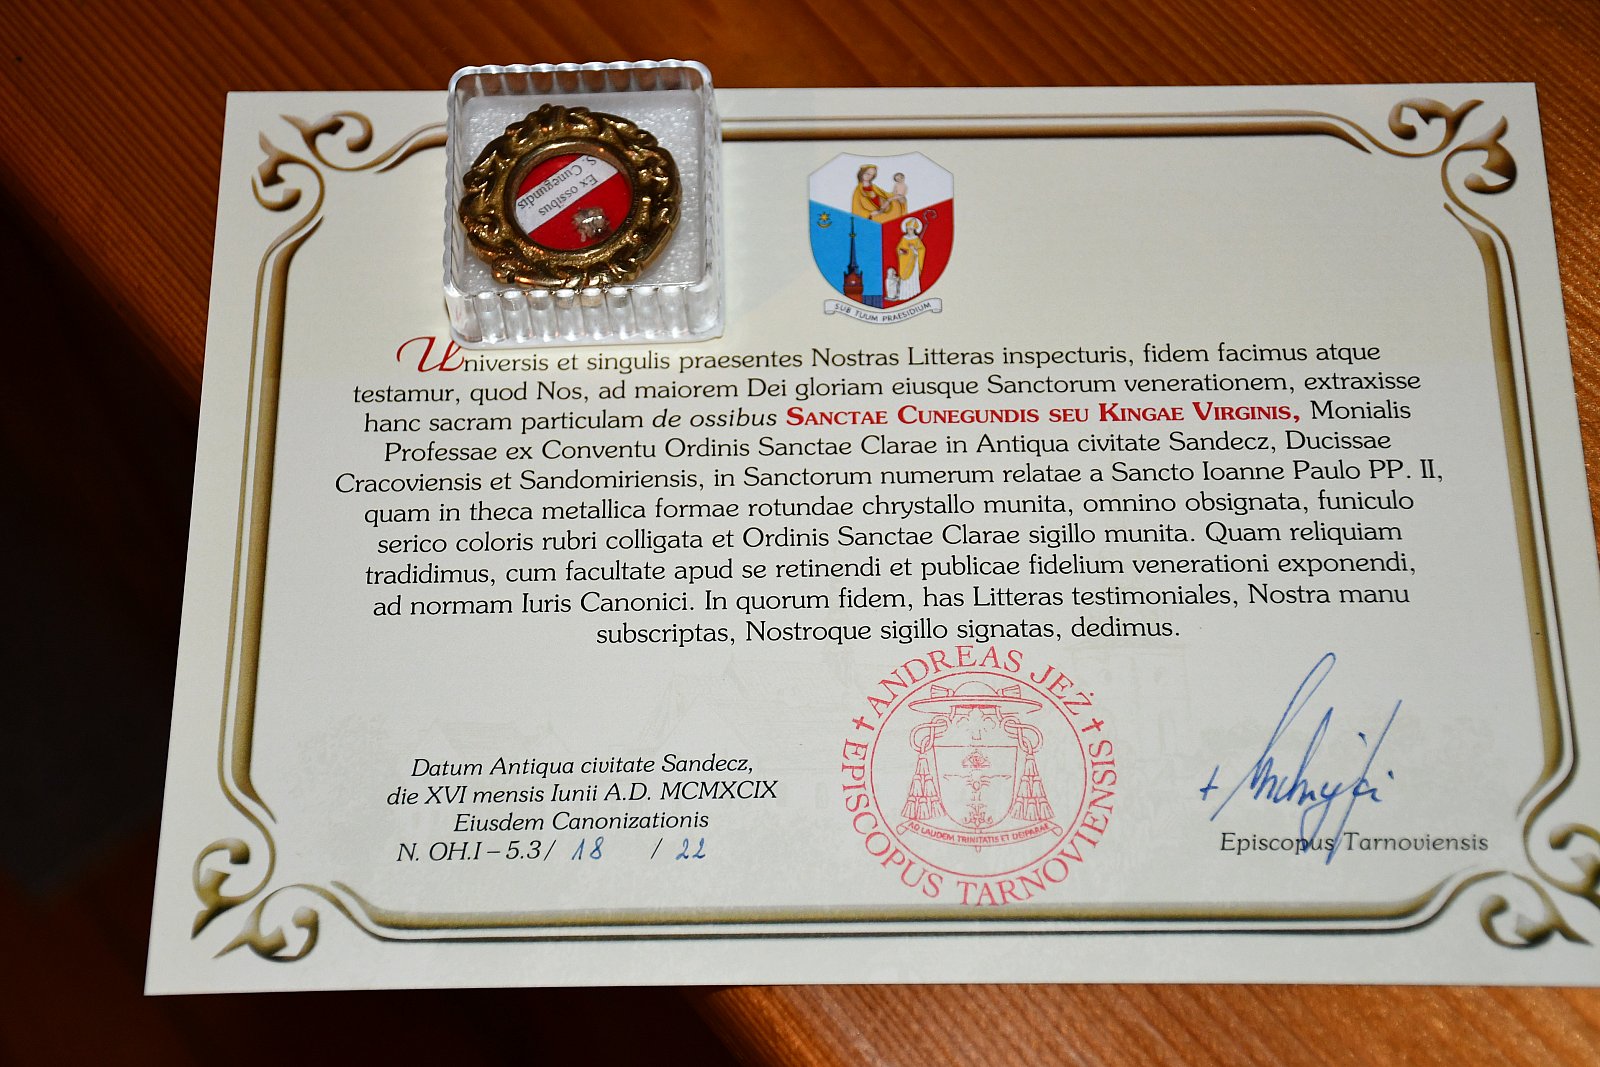 Ex ossibus
S. Cunegundis
SUB TUUM PRAESIDIUM
Universis et singulis praesentes Nostras Litteras inspecturis, fidem facimus atque
testamur, quod Nos, ad maiorem Dei gloriam eiusque Sanctorum venerationem, extraxisse
hanc sacram particulam de ossibus SANCTAE CUNEGUNDIS SEU KINGAE VIRGINIS, Monialis
Professae ex Conventu Ordinis Sanctae Clarae in Antiqua civitate Sandecz, Ducissae
Cracoviensis et Sandomiriensis, in Sanctorum numerum relatae a Sancto Ioanne Paulo PP. II,
quam in theca metallica formae rotundae chrystallo munita, omnino obsignata, funiculo
serico coloris rubri colligata et Ordinis Sanctae Clarae sigillo munita. Quam reliquiam
tradidimus, cum facultate apud se retinendi et publicae fidelium venerationi exponendi,
ad normam Iuris Canonici. In quorum fidem, has Litteras testimoniales, Nostra manu
subscriptas, Nostroque sigillo signatas, dedimus.
Datum Antiqua civitate Sandecz,
die XVI mensis Iunii A.D. MCMXCIX
Eiusdem Canonizationis
N. OH.I – 5.3/ 18 / 22
ANDREAS JEŻ
EPISCOPUS TARNOVIENSIS
AD LAUDEM TRINITATIS ET DEIPARAE
Episcopus Tarnoviensis